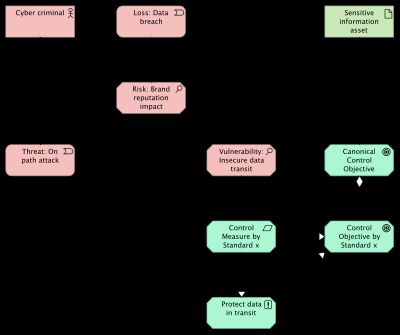 Cyber criminal
Loss: Data
breach
Sensitive
information
asset
Risk: Brand
reputation
impact
Threat: On
path attack
Vulnerability:
Insecure data
transit
Canonical
Control
Objective
Control
Measure by
Standard x
Control
Objective by
Standard x
Protect data
in transit